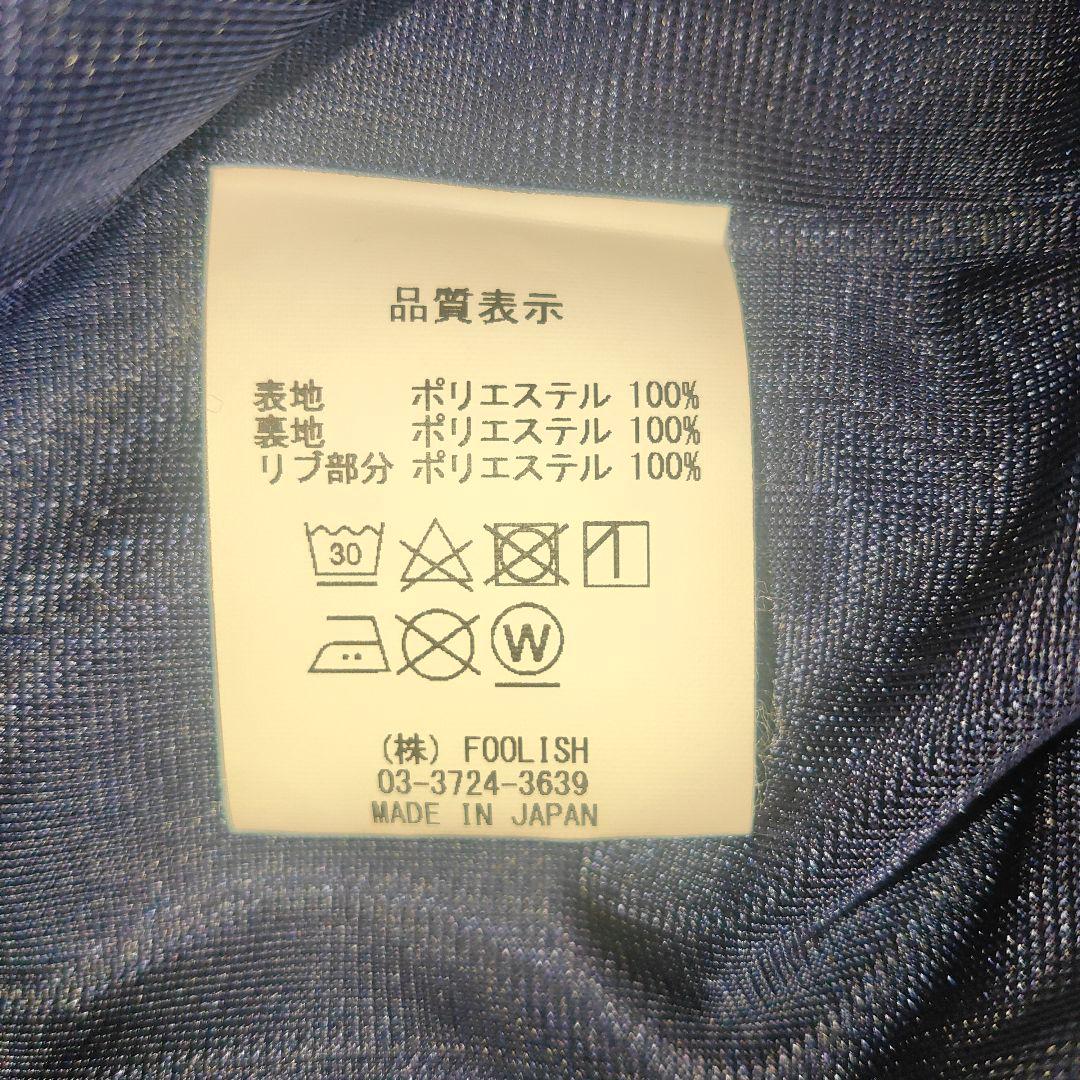 品質表示
表地 ポリエステル 100%
裏地 ポリエステル 100%
リブ部分 ポリエステル 100%
30
W
(株) FOOLISH
03-3724-3639
MADE IN JAPAN